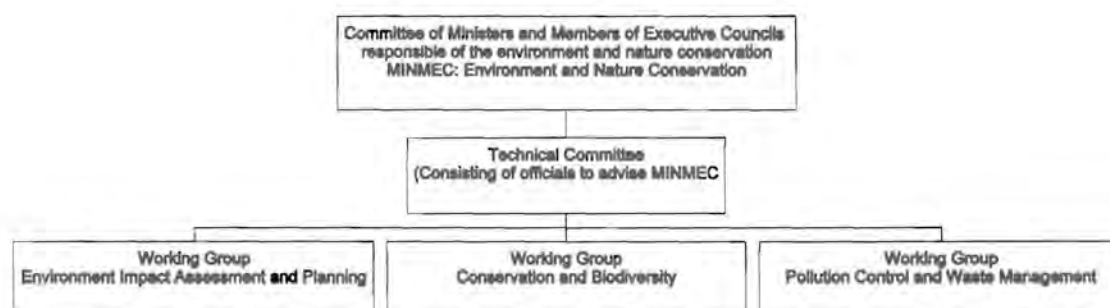 Committee of Ministers and Members of Executive Councils
responsible of the environment and nature conservation
MINMEC: Environment and Nature Conservation
Technical Committee
(Consisting of officials to advise MINMEC
Working Group
Environment Impact Assessment and Planning
Working Group
Conservation and Biodiversity
Working Group
Pollution Control and Waste Management